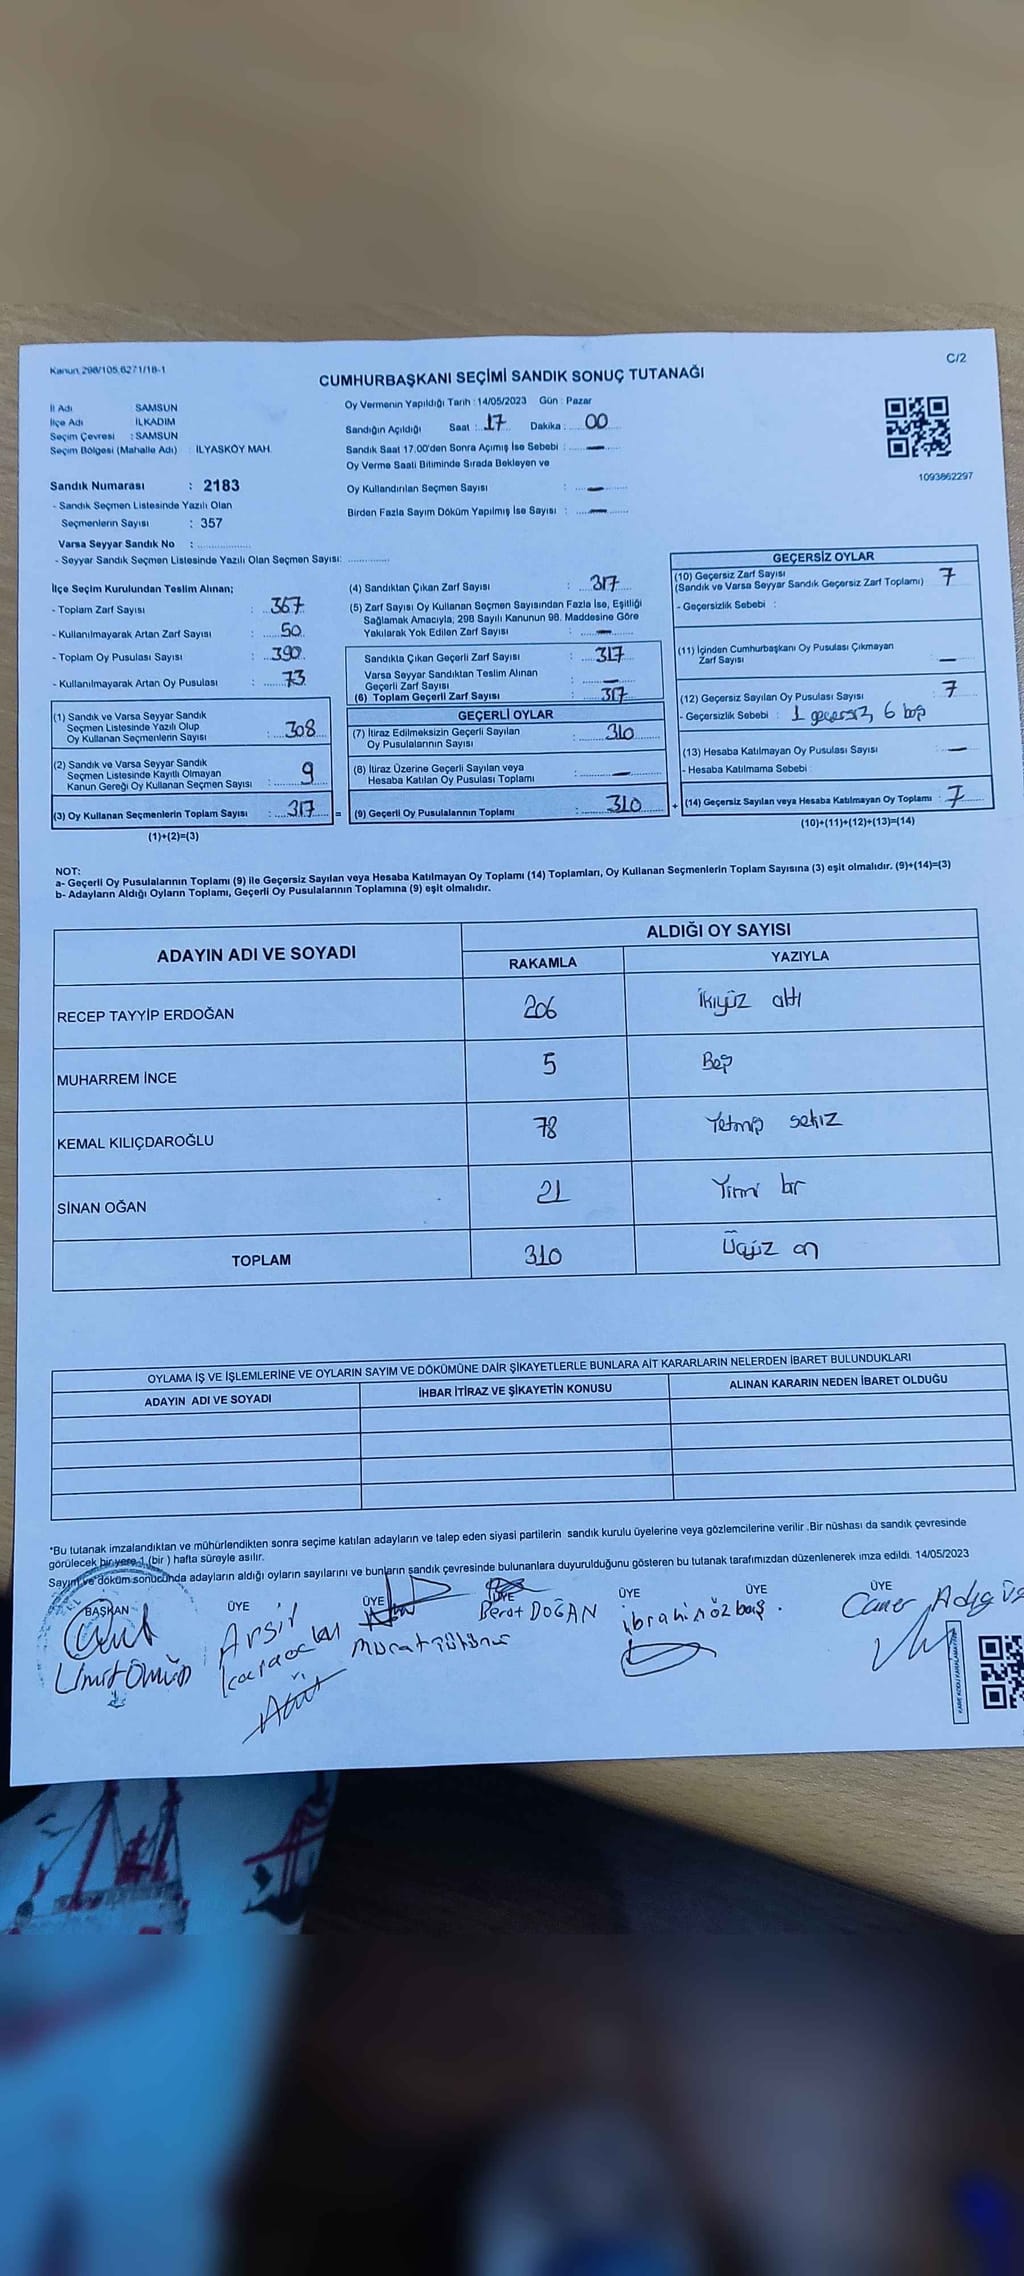 Kanun 298/105,6271/18-1
C/2
CUMHURBAŞKANI SEÇİMİ SANDIK SONUÇ TUTANAĞI
İl Adı SAMSUN
İlçe Adı İLKADIM
Seçim Çevresi : SAMSUN
Seçim Bölgesi (Mahalle Adı) : İLYASKÖY MAH.
Sandık Numarası : 2183
- Sandık Seçmen Listesinde Yazılı Olan
Seçmenlerin Sayısı : 357
Varsa Seyyar Sandık No :
- Seyyar Sandık Seçmen Listesinde Yazılı Olan Seçmen Sayısı:
Oy Vermenin Yapıldığı Tarih : 14/05/2023 Gün : Pazar
Sandığın Açıldığı Saat : 17 Dakika : 00
Sandık Saat 17.00'den Sonra Açımış İse Sebebi : —
Oy Verme Saati Bitiminde Sırada Bekleyen ve
Oy Kullandırılan Seçmen Sayısı : —
Birden Fazla Sayım Döküm Yapılmış İse Sayısı : —
1093862297
İlçe Seçim Kurulundan Teslim Alınan;
- Toplam Zarf Sayısı : 367
- Kullanılmayarak Artan Zarf Sayısı : 50
- Toplam Oy Pusulası Sayısı : 390
- Kullanılmayarak Artan Oy Pusulası : 73
(1) Sandık ve Varsa Seyyar Sandık
Seçmen Listesinde Yazılı Olup
Oy Kullanan Seçmenlerin Sayısı : 308
(2) Sandık ve Varsa Seyyar Sandık
Seçmen Listesinde Kayıtlı Olmayan
Kanun Gereği Oy Kullanan Seçmen Sayısı : 9
(3) Oy Kullanan Seçmenlerin Toplam Sayısı : 317 =
(1)+(2)=(3)
(4) Sandıktan Çıkan Zarf Sayısı : 317
(5) Zarf Sayısı Oy Kullanan Seçmen Sayısından Fazla İse, Eşitliği
Sağlamak Amacıyla, 298 Sayılı Kanunun 98. Maddesine Göre
Yakılarak Yok Edilen Zarf Sayısı : —
Sandıkta Çıkan Geçerli Zarf Sayısı : 317
Varsa Seyyar Sandıktan Teslim Alınan
Geçerli Zarf Sayısı : —
(6) Toplam Geçerli Zarf Sayısı : 317
GEÇERLİ OYLAR
(7) İtiraz Edilmeksizin Geçerli Sayılan
Oy Pusulalarının Sayısı : 310
(8) İtiraz Üzerine Geçerli Sayılan veya
Hesaba Katılan Oy Pusulası Toplamı : —
(9) Geçerli Oy Pusulalarının Toplamı : 310 +
GEÇERSİZ OYLAR
(10) Geçersiz Zarf Sayısı 7
(Sandık ve Varsa Seyyar Sandık Geçersiz Zarf Toplamı)
- Geçersizlik Sebebi :
(11) İçinden Cumhurbaşkanı Oy Pusulası Çıkmayan
Zarf Sayısı —
(12) Geçersiz Sayılan Oy Pusulası Sayısı 7
- Geçersizlik Sebebi : 1 geçersiz, 6 boş
(13) Hesaba Katılmayan Oy Pusulası Sayısı —
- Hesaba Katılmama Sebebi
(14) Geçersiz Sayılan veya Hesaba Katılmayan Oy Toplamı : 7
(10)+(11)+(12)+(13)=(14)
NOT:
a- Geçerli Oy Pusulalarının Toplamı (9) ile Geçersiz Sayılan veya Hesaba Katılmayan Oy Toplamı (14) Toplamları, Oy Kullanan Seçmenlerin Toplam Sayısına (3) eşit olmalıdır. (9)+(14)=(3)
b- Adayların Aldığı Oyların Toplamı, Geçerli Oy Pusulalarının Toplamına (9) eşit olmalıdır.
ADAYIN ADI VE SOYADI
ALDIĞI OY SAYISI
RAKAMLA YAZIYLA
RECEP TAYYİP ERDOĞAN 206 ikiyüz altı
MUHARREM İNCE 5 Beş
KEMAL KILIÇDAROĞLU 78 Yetmiş sekiz
SİNAN OĞAN 21 Yirmi bir
TOPLAM 310 Üçyüz on
OYLAMA İŞ VE İŞLEMLERİNE VE OYLARIN SAYIM VE DÖKÜMÜNE DAİR ŞİKAYETLERLE BUNLARA AİT KARARLARIN NELERDEN İBARET BULUNDUKLARI
ADAYIN ADI VE SOYADI İHBAR İTİRAZ VE ŞİKAYETİN KONUSU ALINAN KARARIN NEDEN İBARET OLDUĞU
*Bu tutanak imzalandıktan ve mühürlendikten sonra seçime katılan adayların ve talep eden siyasi partilerin sandık kurulu üyelerine veya gözlemcilerine verilir .Bir nüshası da sandık çevresinde
görülecek bir yere 1 (bir ) hafta süreyle asılır.
Sayım ve döküm sonucunda adayların aldığı oyların sayılarını ve bunların sandık çevresinde bulunanlara duyurulduğunu gösteren bu tutanak tarafımızdan düzenlenerek imza edildi. 14/05/2023
BAŞKAN ÜYE ÜYE ÜYE ÜYE ÜYE ÜYE
Berat DOĞAN
ibrahim özbaş.
Caner